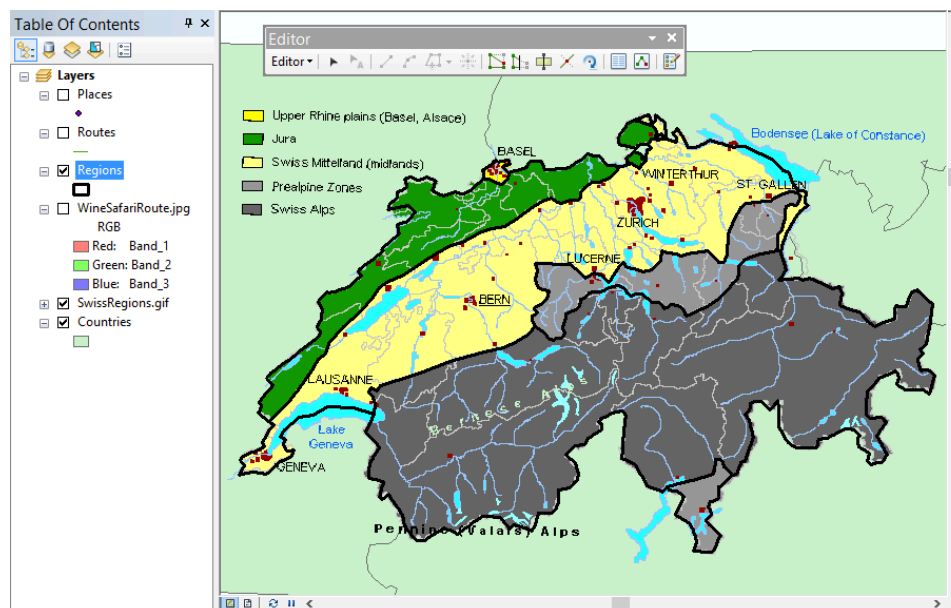 Table Of Contents
Layers
Places
Routes
Regions
WineSafariRoute.jpg
RGB
Red: Band_1
Green: Band_2
Blue: Band_3
SwissRegions.gif
Countries
Editor
Editor
Upper Rhine plains (Basel, Alsace)
Jura
Swiss Mittelfand (midfands)
Prealpine Zones
Swiss Alps
BASEL
Bodensee (Lake of Constance)
WINTERTHUR
ST. GALLEN
ZURICH
LUCERNE
BERN
LAUSANNE
Bernese Alps
Lake
Geneva
GENEVA
Pennine (Valais) Alps